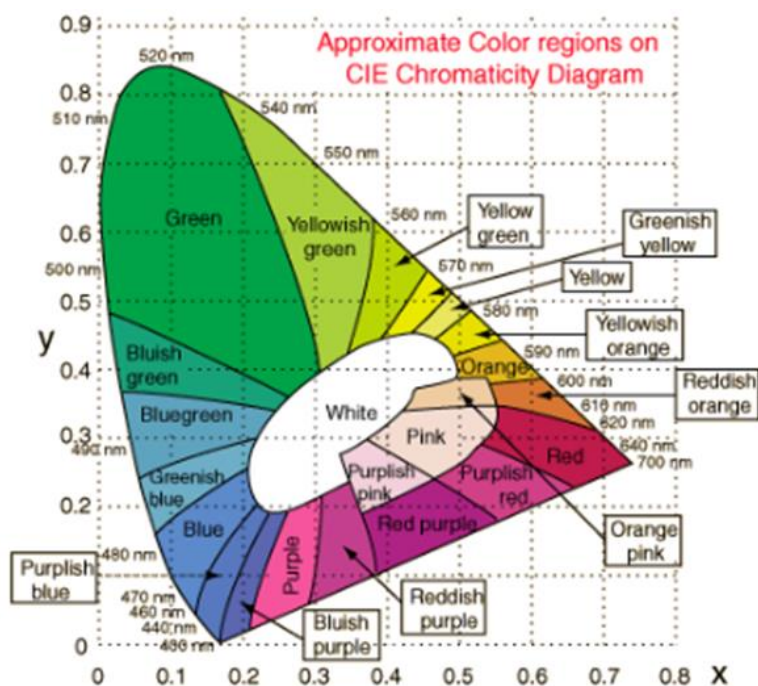 Approximate Color regions on
CIE Chromaticity Diagram
0.9
520 nm
0.8
540 nm
510 nm
0.7
550 nm
Green
Yellowish
green
560 nm
Yellow
green
Greenish
yellow
0.6
500 nm
570 nm
Yellow
0.5
580 nm
Yellowish
orange
y
Bluish
green
590 nm
0.4
Orange
600 nm
Reddish
orange
Bluegreen
White
610 nm
620 nm
0.3
Pink
490 nm
Red
640 nm
700 nm
Greenish
blue
Purplish
pink
Purplish
red
0.2
Blue
Red purple
Orange
pink
480 nm
Purplish
blue
Purple
0.1
470 nm
460 nm
440 nm
Reddish
purple
Bluish
purple
0
0 0.1 0.2 0.3 0.4 0.5 0.6 0.7 0.8 x